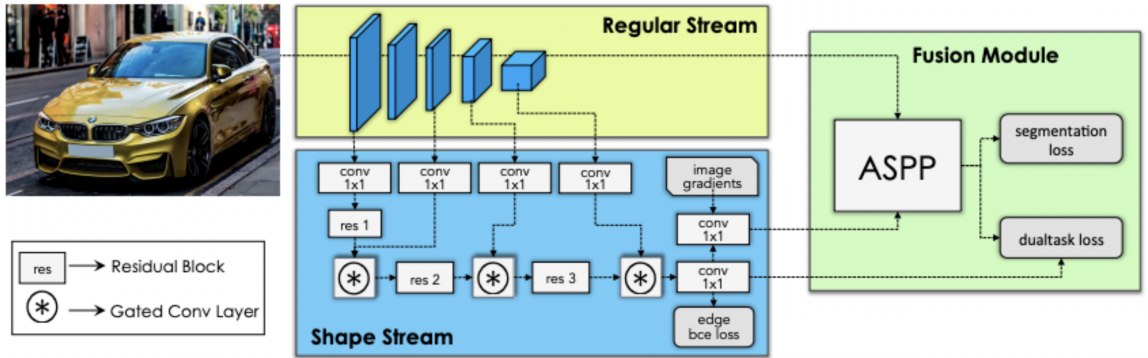 Regular Stream
Fusion Module
ASPP
segmentation
loss
dualtask loss
conv
1x1
conv
1x1
conv
1x1
conv
1x1
image
gradients
res 1
conv
1x1
res 2
res 3
conv
1x1
edge
bce loss
Shape Stream
res
Residual Block
Gated Conv Layer